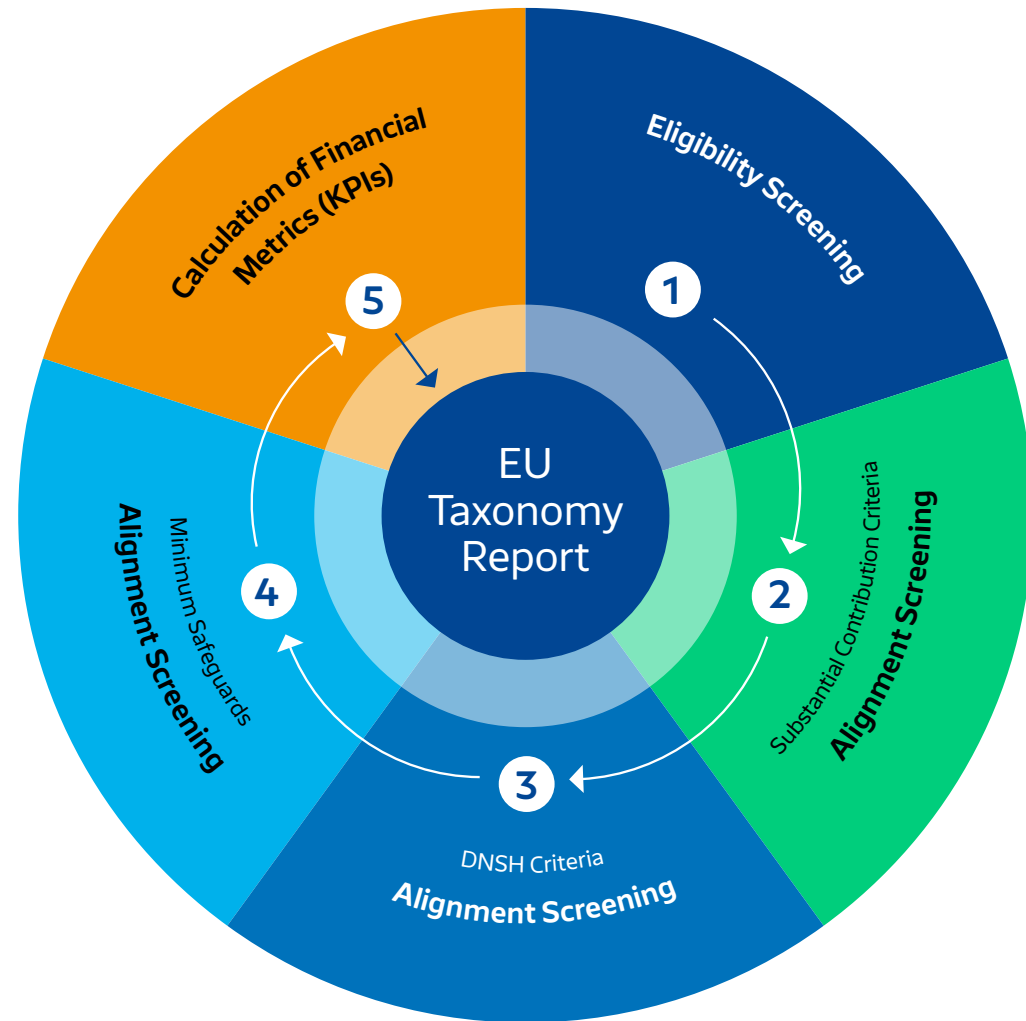 Eligibility Screening
1
2
Substantial Contribution Criteria
Alignment Screening
3
DNSH Criteria
Alignment Screening
4
Minimum Safeguards
Alignment Screening
5
Calculation of Financial
Metrics (KPIs)
EU
Taxonomy
Report